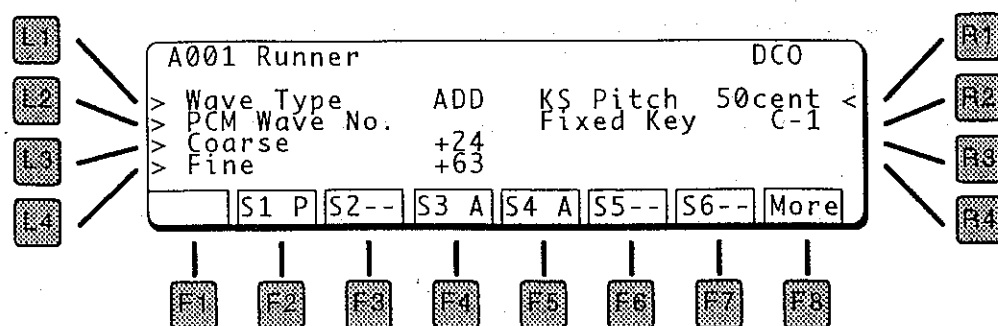 L1
L2
L3
L4
A001 Runner DCO
> Wave Type ADD KS Pitch 50cent <
> PCM Wave No. Fixed Key C-1
> Coarse +24
> Fine +63
S1 P S2-- S3 A S4 A S5-- S6-- More
R1
R2
R3
R4
F1 F2 F3 F4 F5 F6 F7 F8